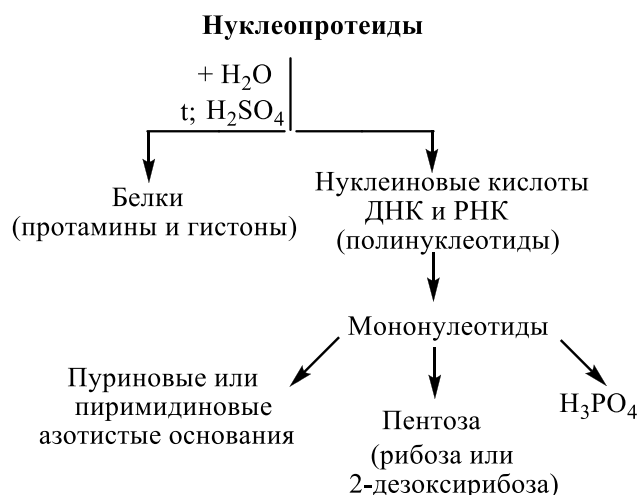 Нуклеопротеиды
+ H₂O
t; H₂SO₄
Белки
(протамины и гистоны)
Нуклеиновые кислоты
ДНК и РНК
(полинуклеотиды)
Мононулеотиды
Пуриновые или
пиримидиновые
азотистые основания
Пентоза
(рибоза или
2-дезоксирибоза)
H₃PO₄